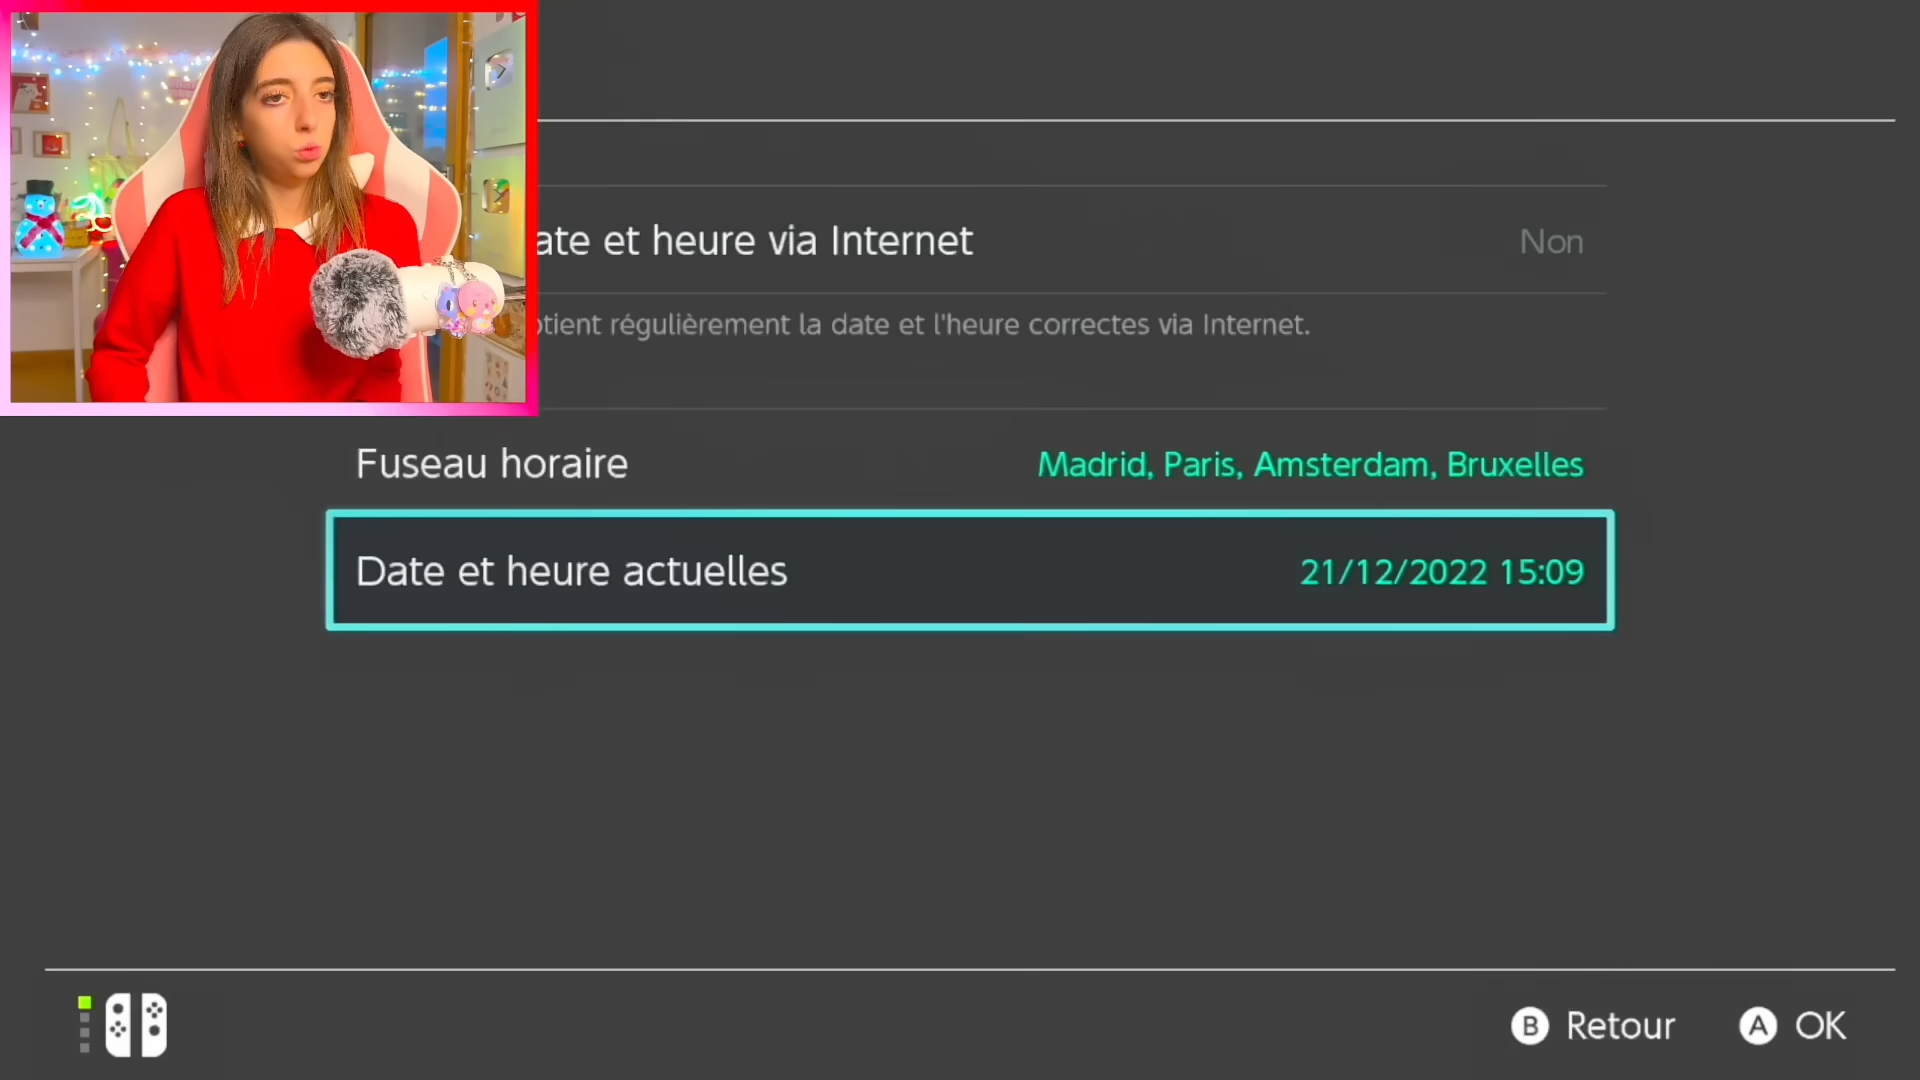 ate et heure via Internet
Non
tient régulièrement la date et l'heure correctes via Internet.
Fuseau horaire
Madrid, Paris, Amsterdam, Bruxelles
Date et heure actuelles
21/12/2022 15:09
B Retour
A OK